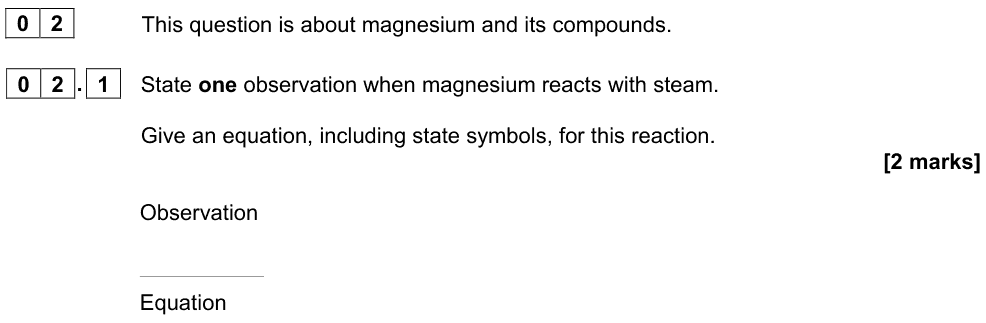 0 2 This question is about magnesium and its compounds.
0 2 . 1 State one observation when magnesium reacts with steam.
Give an equation, including state symbols, for this reaction.
[2 marks]
Observation
Equation